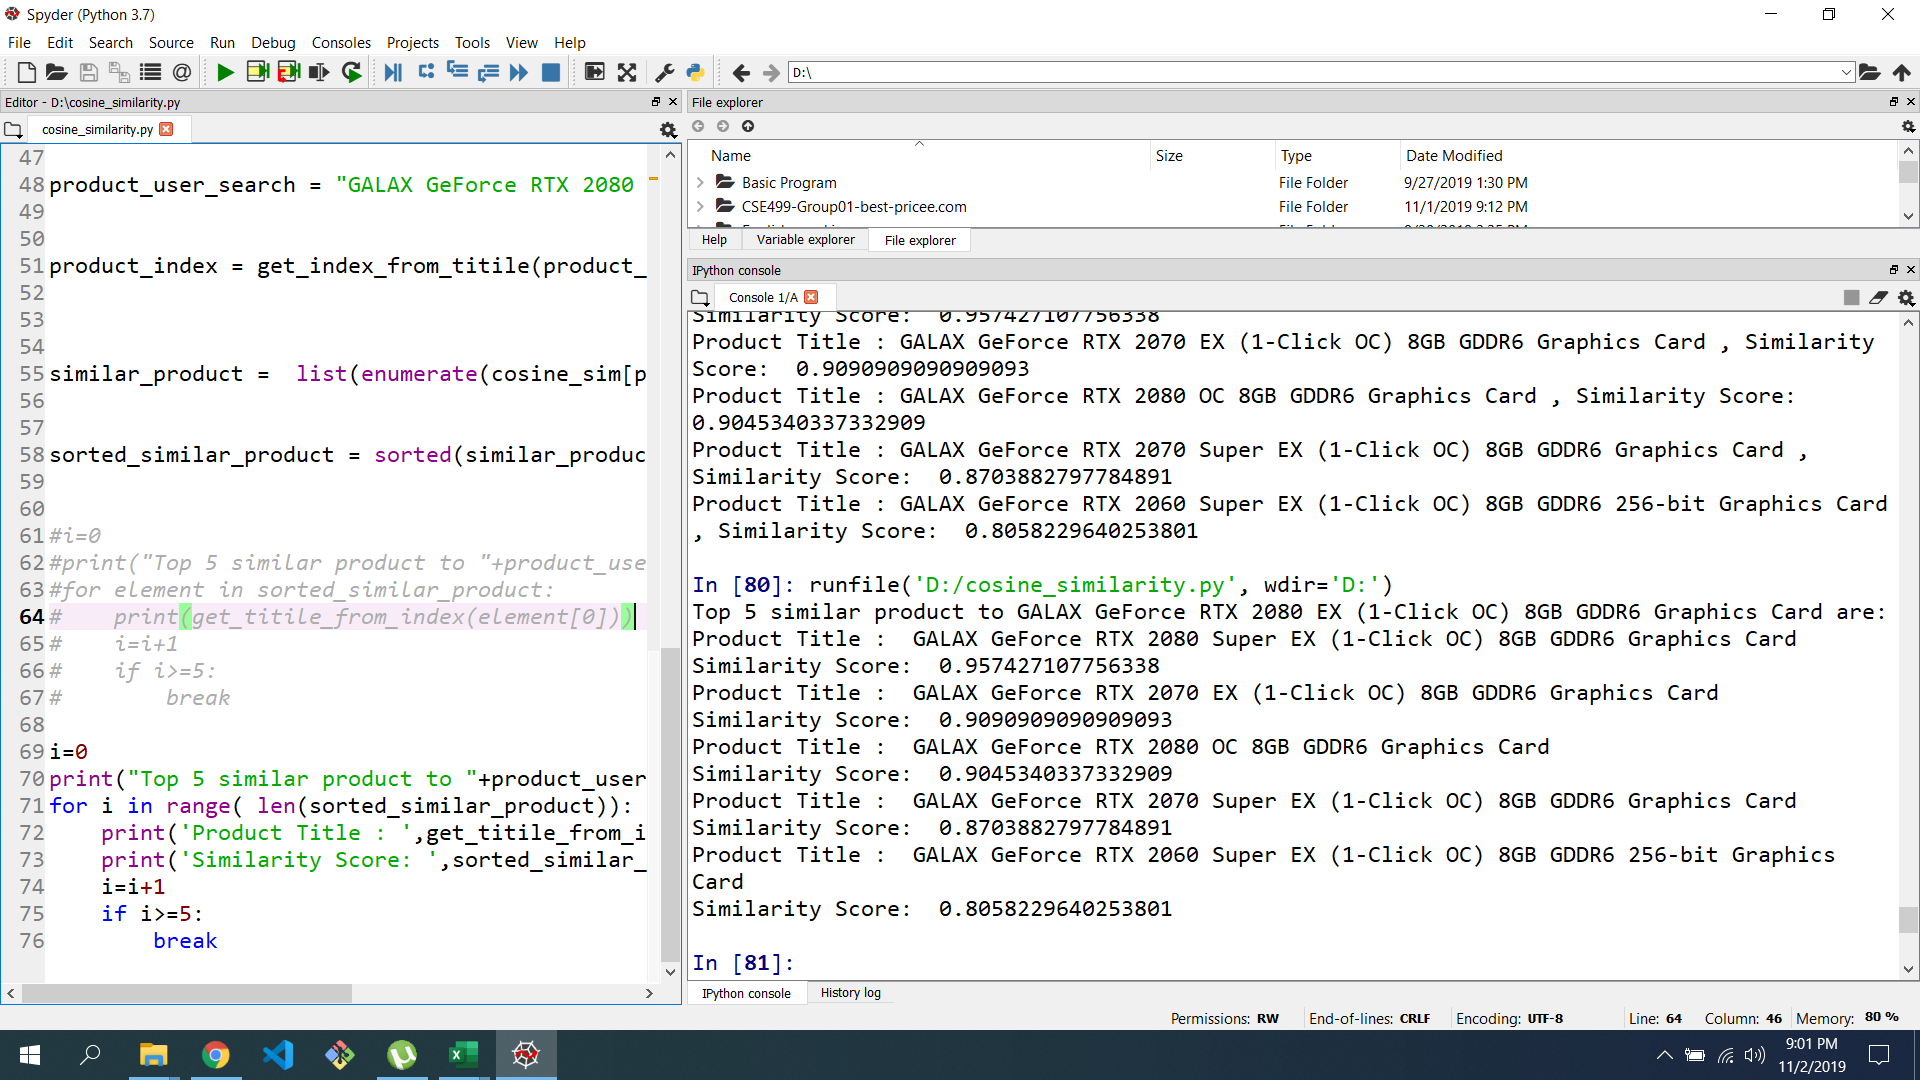 Spyder (Python 3.7)
File Edit Search Source Run Debug Consoles Projects Tools View Help
D:\
Editor - D:\cosine_similarity.py
cosine_similarity.py
47
48 product_user_search = "GALAX GeForce RTX 2080
49
50
51 product_index = get_index_from_titile(product_
52
53
54
55 similar_product =  list(enumerate(cosine_sim[p
56
57
58 sorted_similar_product = sorted(similar_produc
59
60
61 #i=0
62 #print("Top 5 similar product to "+product_use
63 #for element in sorted_similar_product:
64 #    print(get_titile_from_index(element[0]))
65 #    i=i+1
66 #    if i>=5:
67 #        break
68
69 i=0
70 print("Top 5 similar product to "+product_user
71 for i in range( len(sorted_similar_product)):
72     print('Product Title : ',get_titile_from_i
73     print('Similarity Score: ',sorted_similar_
74     i=i+1
75     if i>=5:
76         break
File explorer
Name Size Type Date Modified
Basic Program File Folder 9/27/2019 1:30 PM
CSE499-Group01-best-pricee.com File Folder 11/1/2019 9:12 PM
Help Variable explorer File explorer
IPython console
Console 1/A
Similarity Score:  0.957427107756338
Product Title : GALAX GeForce RTX 2070 EX (1-Click OC) 8GB GDDR6 Graphics Card , Similarity
Score:  0.9090909090909093
Product Title : GALAX GeForce RTX 2080 OC 8GB GDDR6 Graphics Card , Similarity Score:
0.9045340337332909
Product Title : GALAX GeForce RTX 2070 Super EX (1-Click OC) 8GB GDDR6 Graphics Card ,
Similarity Score:  0.8703882797784891
Product Title : GALAX GeForce RTX 2060 Super EX (1-Click OC) 8GB GDDR6 256-bit Graphics Card
, Similarity Score:  0.8058229640253801
In [80]: runfile('D:/cosine_similarity.py', wdir='D:')
Top 5 similar product to GALAX GeForce RTX 2080 EX (1-Click OC) 8GB GDDR6 Graphics Card are:
Product Title :  GALAX GeForce RTX 2080 Super EX (1-Click OC) 8GB GDDR6 Graphics Card
Similarity Score:  0.957427107756338
Product Title :  GALAX GeForce RTX 2070 EX (1-Click OC) 8GB GDDR6 Graphics Card
Similarity Score:  0.9090909090909093
Product Title :  GALAX GeForce RTX 2080 OC 8GB GDDR6 Graphics Card
Similarity Score:  0.9045340337332909
Product Title :  GALAX GeForce RTX 2070 Super EX (1-Click OC) 8GB GDDR6 Graphics Card
Similarity Score:  0.8703882797784891
Product Title :  GALAX GeForce RTX 2060 Super EX (1-Click OC) 8GB GDDR6 256-bit Graphics
Card
Similarity Score:  0.8058229640253801
In [81]:
IPython console History log
Permissions: RW End-of-lines: CRLF Encoding: UTF-8 Line: 64 Column: 46 Memory: 80 %
9:01 PM
11/2/2019